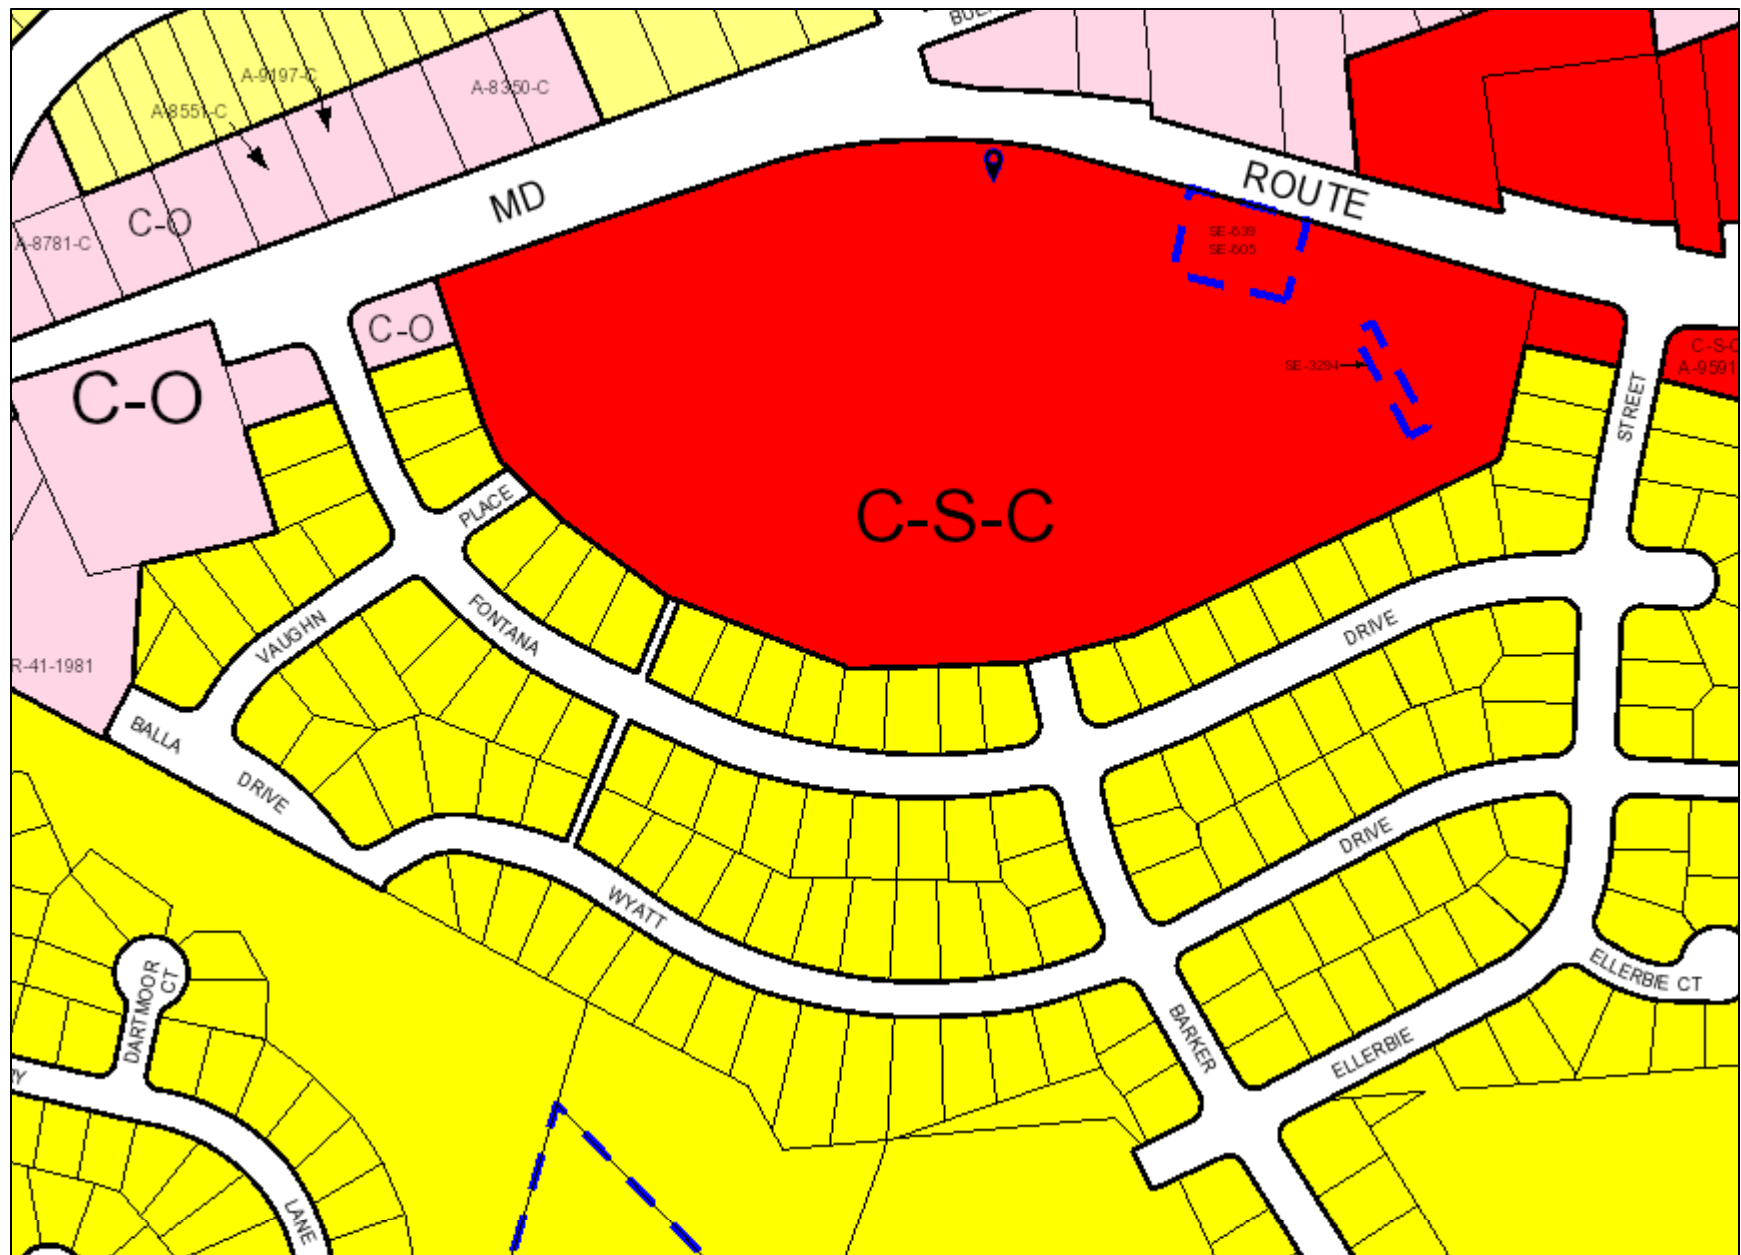 A-9197-C
A-8350-C
A-8551-C
MD
ROUTE
C-O
A-8781-C
SE-639
SE-605
C-O
C-O
SE-3294
C-S-C
A-9591
STREET
C-S-C
PLACE
VAUGHN
FONTANA
DRIVE
R-41-1981
BALLA
DRIVE
DRIVE
WYATT
DARTMOOR
CT
ELLERBIE CT
BARKER
ELLERBIE
LANE